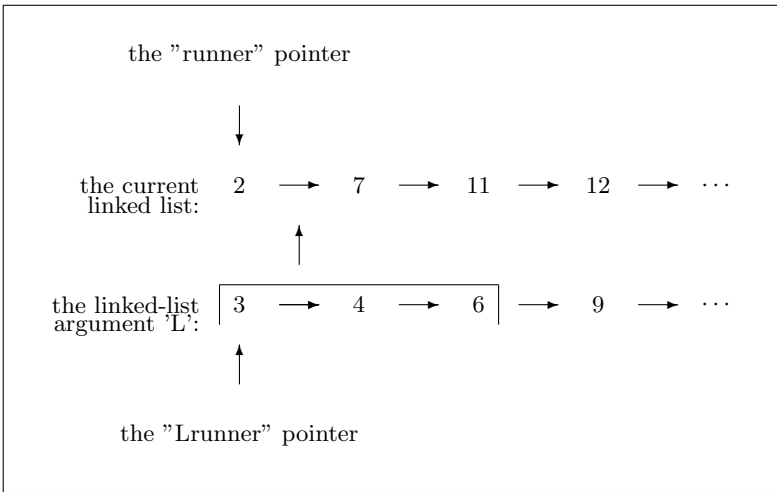 the ”runner” pointer
the current
linked list:
2 7 11 12 ...
the linked-list
argument ’L’:
3 4 6 9 ...
the ”Lrunner” pointer